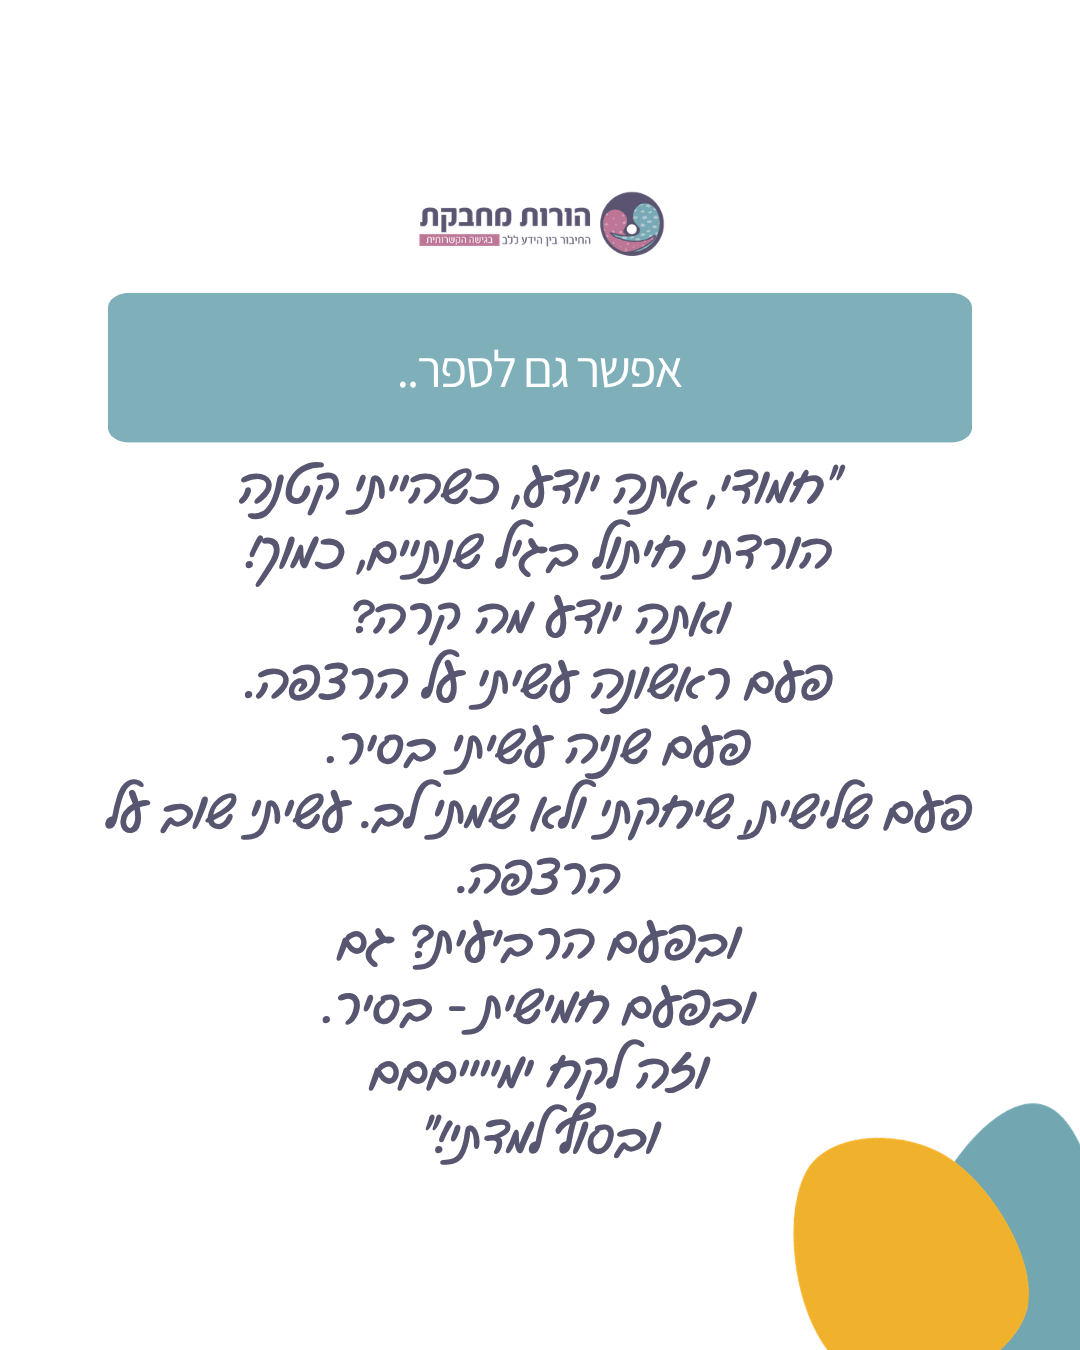 הורות מחבקת
החיבור בין הידע ללב בגישה הקשרותית
אפשר גם לספר..
"חמודי, אתה יודע, כשהייתי קטנה
הורדתי חיתול בגיל שנתיים, כמוך!
ואתה יודע מה קרה?
פעם ראשונה עשיתי על הרצפה.
פעם שניה עשיתי בסיר.
פעם שלישית, שיחקתי ולא שמתי לב. עשיתי שוב על
הרצפה.
ובפעם הרביעית? גם
ובפעם חמישית - בסיר.
וזה לקח ימייייםםם
ובסוף למדתי!"